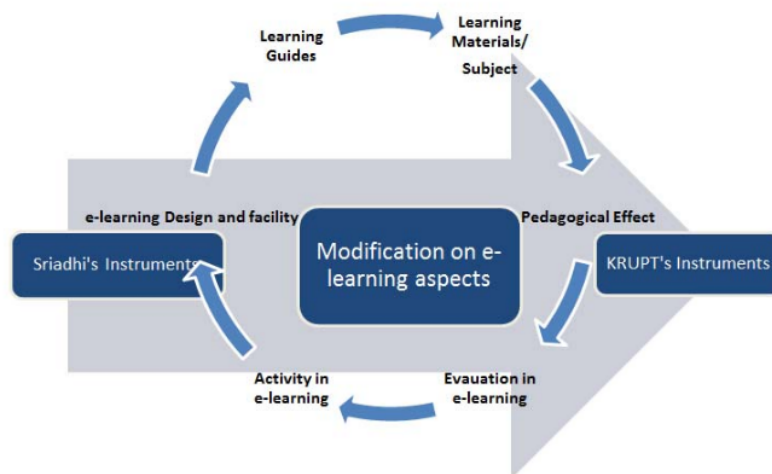 Learning
Guides
Learning
Materials/
Subject
e-learning Design and facility
Pedagogical Effect
Sriadhi's Instruments
Modification on e-
learning aspects
KRUPT's Instruments
Activity in
e-learning
Evauation in
e-learning